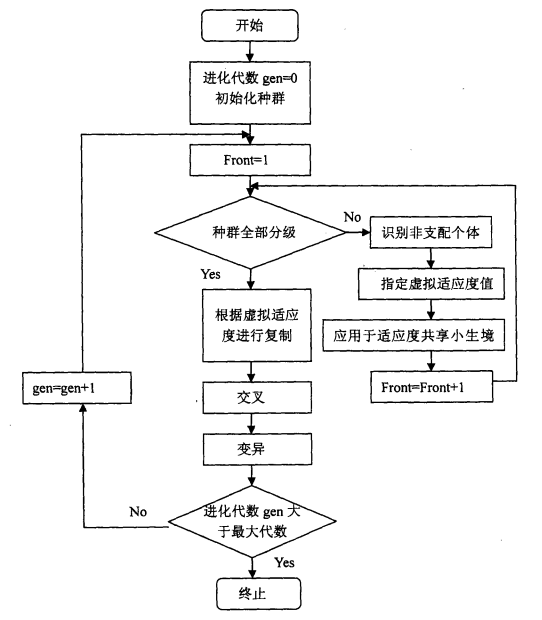 开始
进化代数 gen=0
初始化种群
Front=1
种群全部分级
No
识别非支配个体
Yes
指定虚拟适应度值
根据虚拟适应
度进行复制
应用于适应度共享小生境
gen=gen+1
Front=Front+1
交叉
变异
No
进化代数 gen 大
于最大代数
Yes
终止